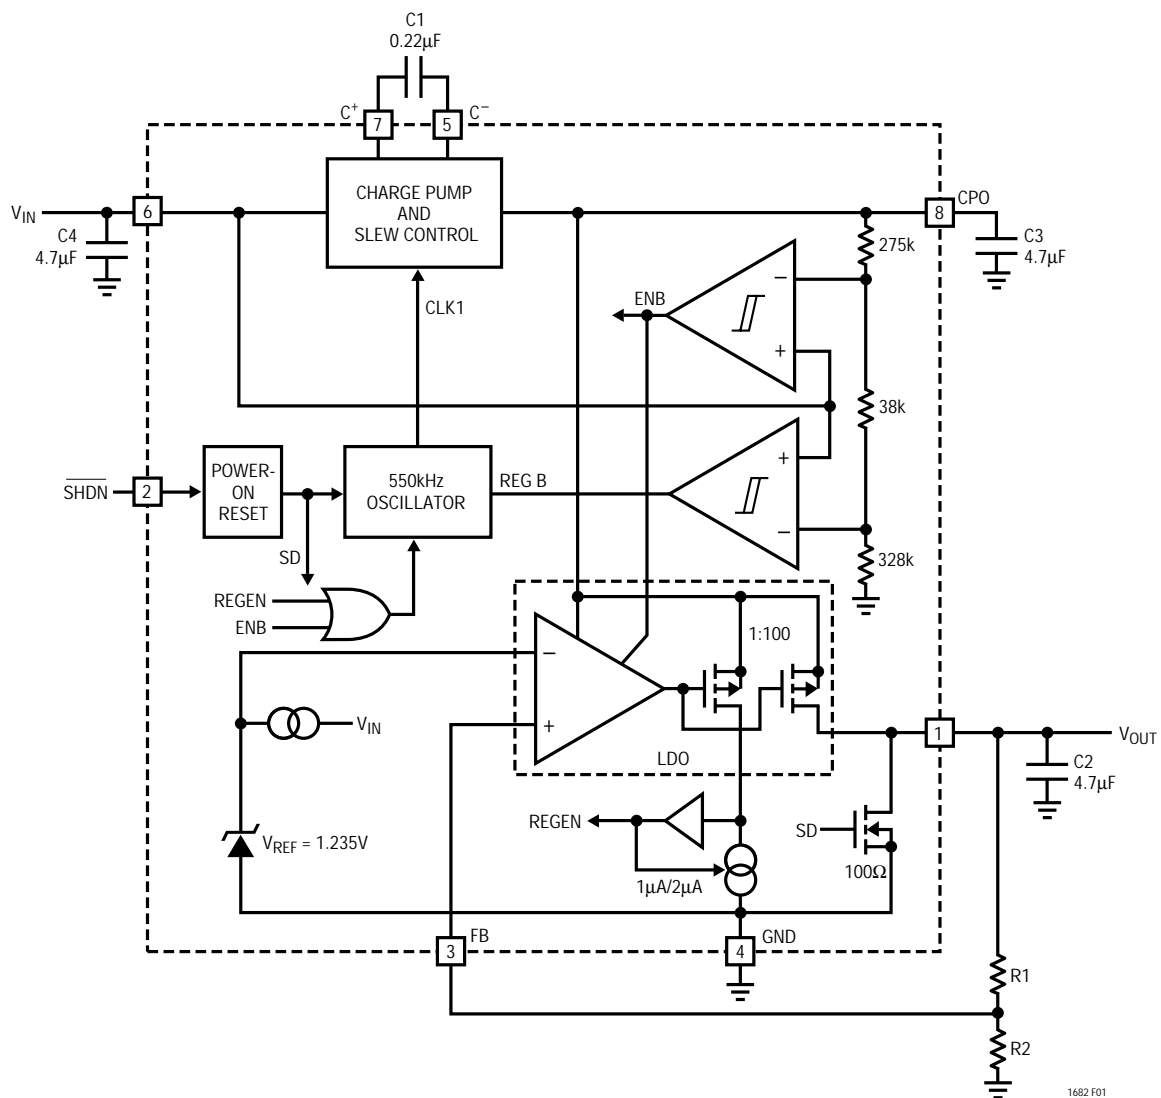 C1
0.22µF
C+
7
5
C−
CHARGE PUMP
AND
SLEW CONTROL
VIN
6
C4
4.7µF
8
CPO
C3
4.7µF
275k
−
ENB
+
CLK1
38k
SHDN
2
POWER-
ON
RESET
550kHz
OSCILLATOR
REG B
+
−
328k
SD
REGEN
ENB
1:100
−
+
VIN
LDO
1
VOUT
C2
4.7µF
VREF = 1.235V
REGEN
SD
1µA/2µA
100Ω
FB
3
4
GND
R1
R2
1682 F01